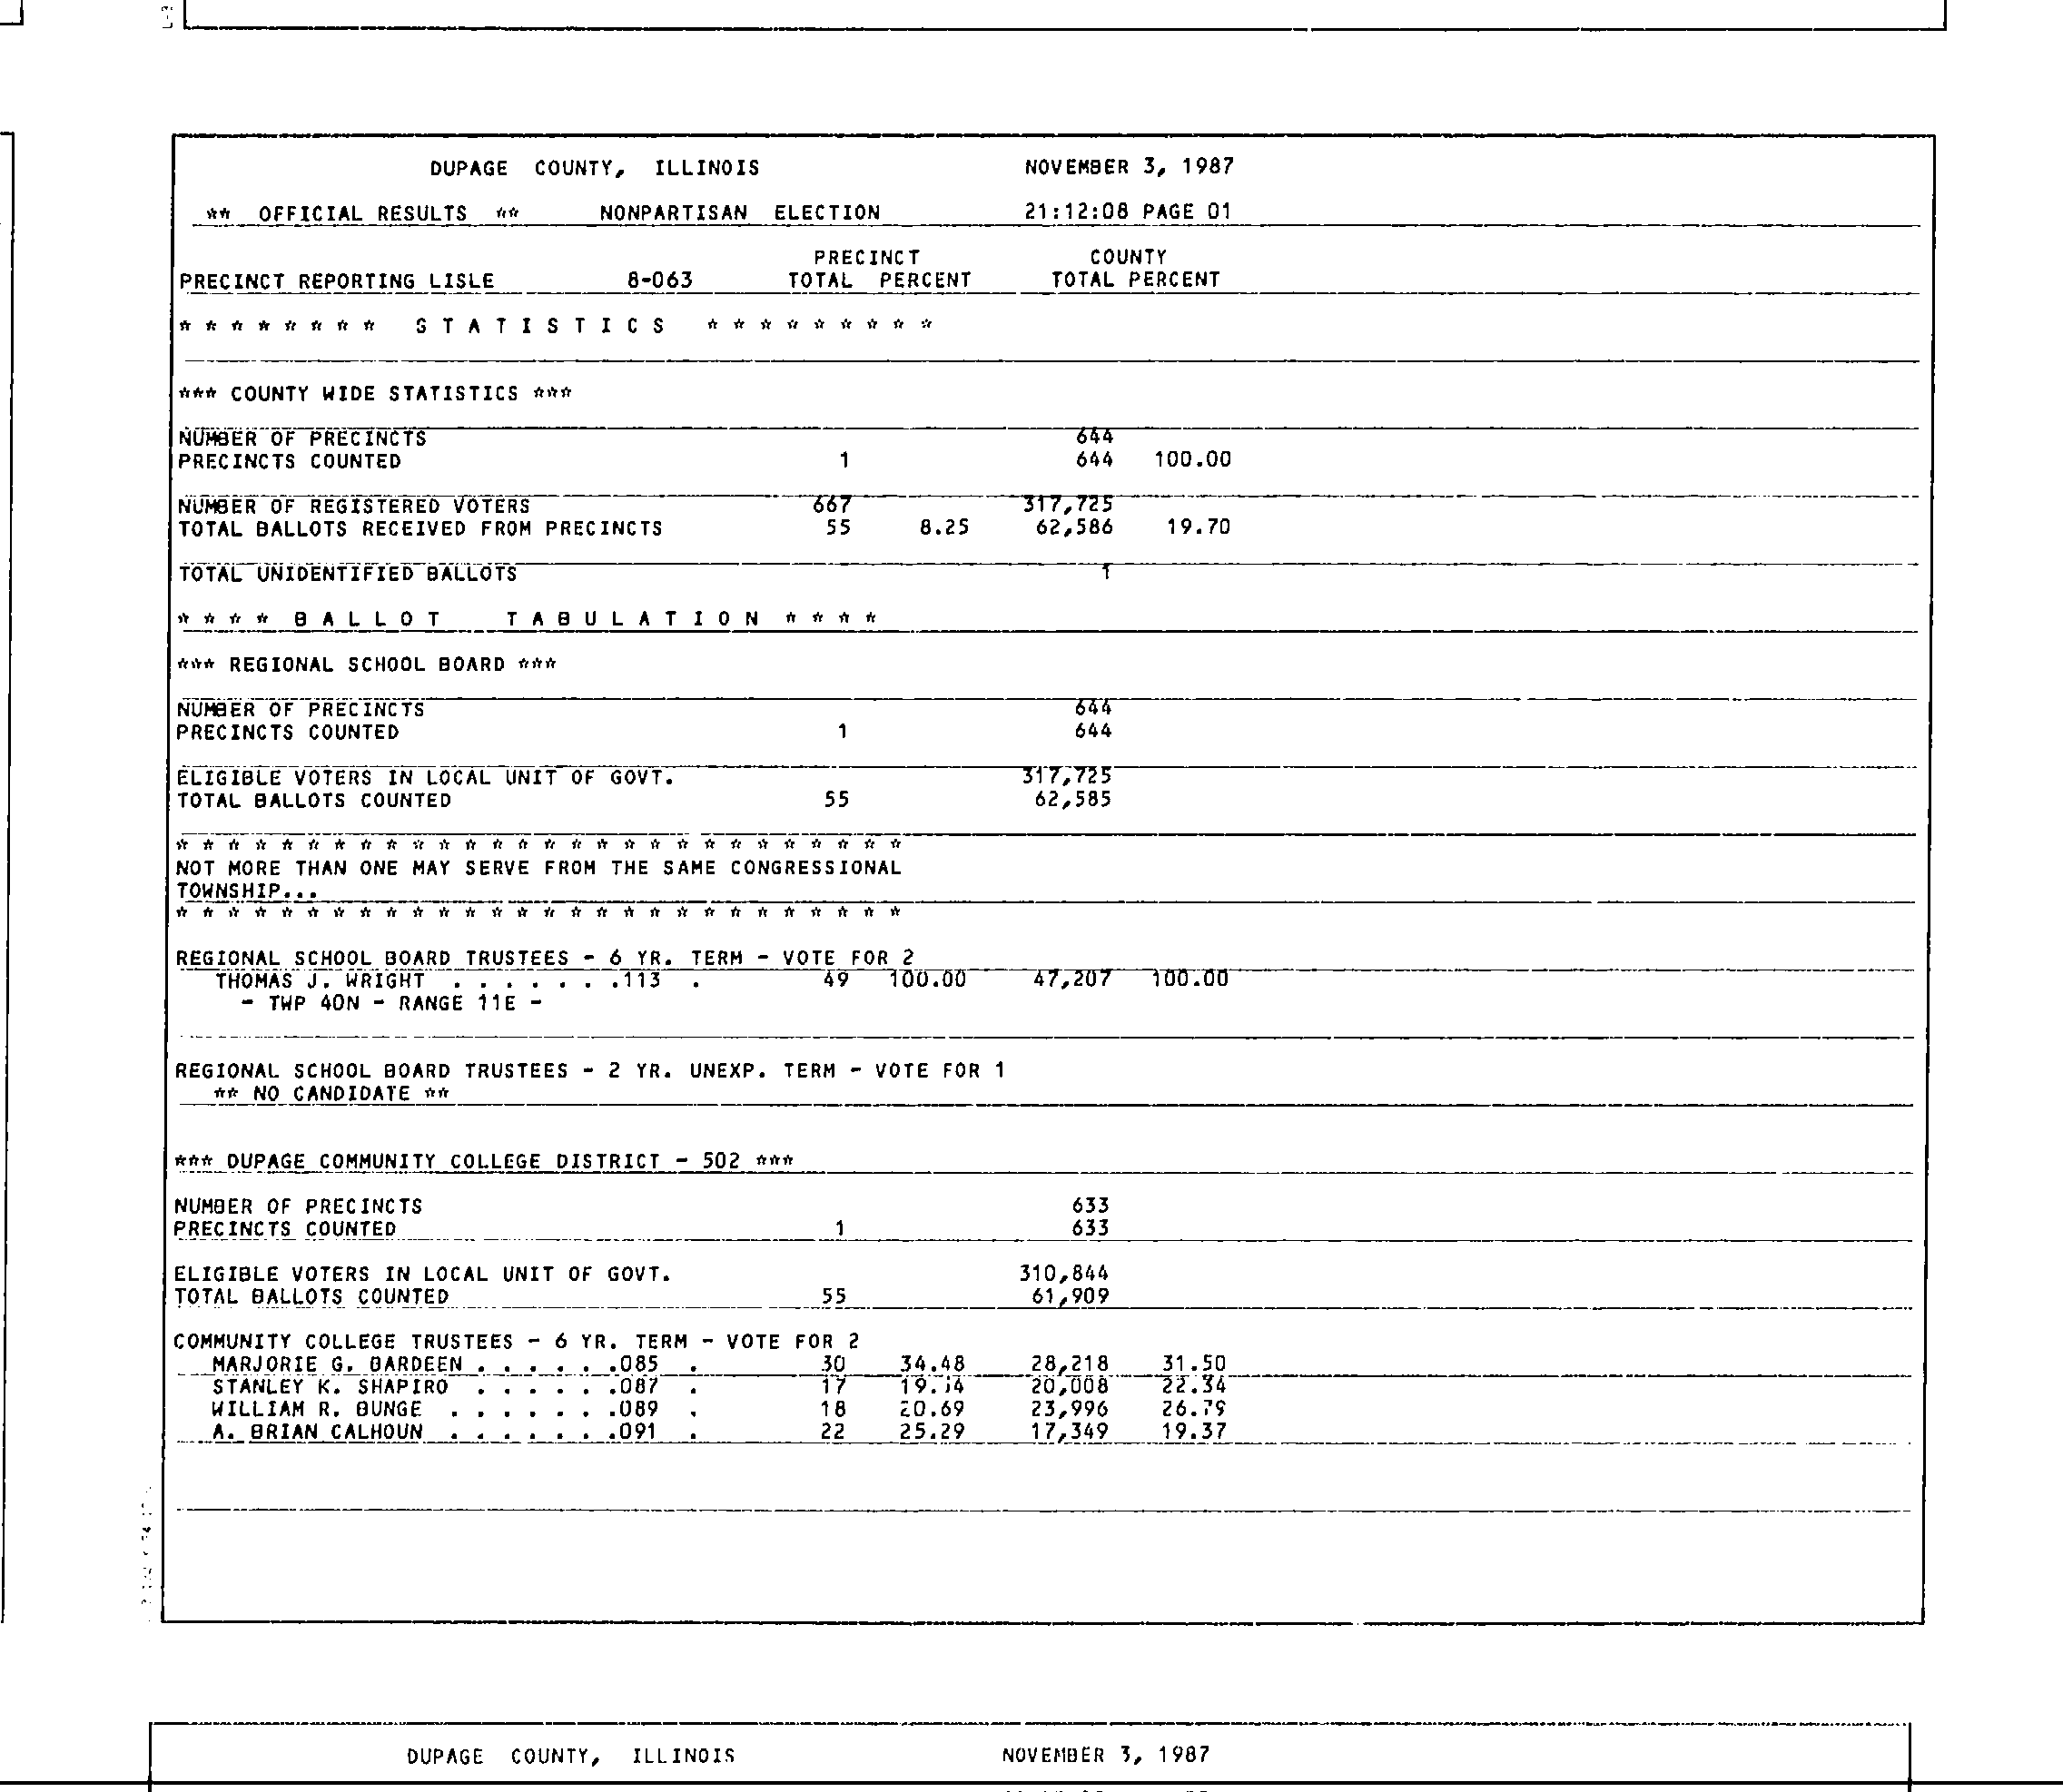 DUPAGE COUNTY, ILLINOIS NOVEMBER 3, 1987
** OFFICIAL RESULTS ** NONPARTISAN ELECTION 21:12:08 PAGE 01
PRECINCT COUNTY
PRECINCT REPORTING LISLE 8-063 TOTAL PERCENT TOTAL PERCENT
* * * * * * * * S T A T I S T I C S * * * * * * * * *
*** COUNTY WIDE STATISTICS ***
NUMBER OF PRECINCTS 644
PRECINCTS COUNTED 1 644 100.00
NUMBER OF REGISTERED VOTERS 667 317,725
TOTAL BALLOTS RECEIVED FROM PRECINCTS 55 8.25 62,586 19.70
TOTAL UNIDENTIFIED BALLOTS 1
* * * * B A L L O T T A B U L A T I O N * * * *
*** REGIONAL SCHOOL BOARD ***
NUMBER OF PRECINCTS 644
PRECINCTS COUNTED 1 644
ELIGIBLE VOTERS IN LOCAL UNIT OF GOVT. 317,725
TOTAL BALLOTS COUNTED 55 62,585
* * * * * * * * * * * * * * * * * * * * * * * * * * * *
NOT MORE THAN ONE MAY SERVE FROM THE SAME CONGRESSIONAL
TOWNSHIP...
* * * * * * * * * * * * * * * * * * * * * * * * * * * *
REGIONAL SCHOOL BOARD TRUSTEES - 6 YR. TERM - VOTE FOR 2
THOMAS J. WRIGHT . . . . . . .113 . 49 100.00 47,207 100.00
- TWP 40N - RANGE 11E -
REGIONAL SCHOOL BOARD TRUSTEES - 2 YR. UNEXP. TERM - VOTE FOR 1
** NO CANDIDATE **
*** DUPAGE COMMUNITY COLLEGE DISTRICT - 502 ***
NUMBER OF PRECINCTS 633
PRECINCTS COUNTED 1 633
ELIGIBLE VOTERS IN LOCAL UNIT OF GOVT. 310,844
TOTAL BALLOTS COUNTED 55 61,909
COMMUNITY COLLEGE TRUSTEES - 6 YR. TERM - VOTE FOR 2
MARJORIE G. BARDEEN . . . . . .085 . 30 34.48 28,218 31.50
STANLEY K. SHAPIRO . . . . . .087 . 17 19.54 20,008 22.34
WILLIAM R. BUNGE . . . . . . .089 . 18 20.69 23,996 26.79
A. BRIAN CALHOUN . . . . . . .091 . 22 25.29 17,349 19.37
DUPAGE COUNTY, ILLINOIS NOVEMBER 3, 1987